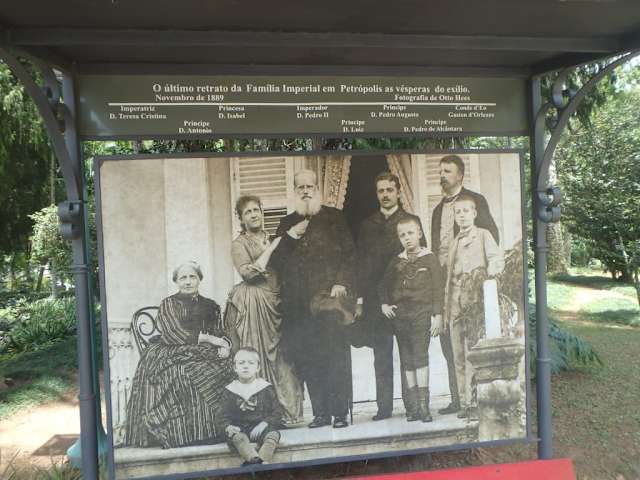 O último retrato da Família Imperial em Petrópolis as vésperas do exílio.
Novembro de 1889 Fotografia de Otto Hees
Imperatriz Princesa Imperador Príncipe Conde d'Eu
D. Teresa Cristina D. Isabel D. Pedro II D. Pedro Augusto Gaston d'Orleans
Príncipe Príncipe Príncipe
D. Antonio D. Luiz D. Pedro de Alcântara